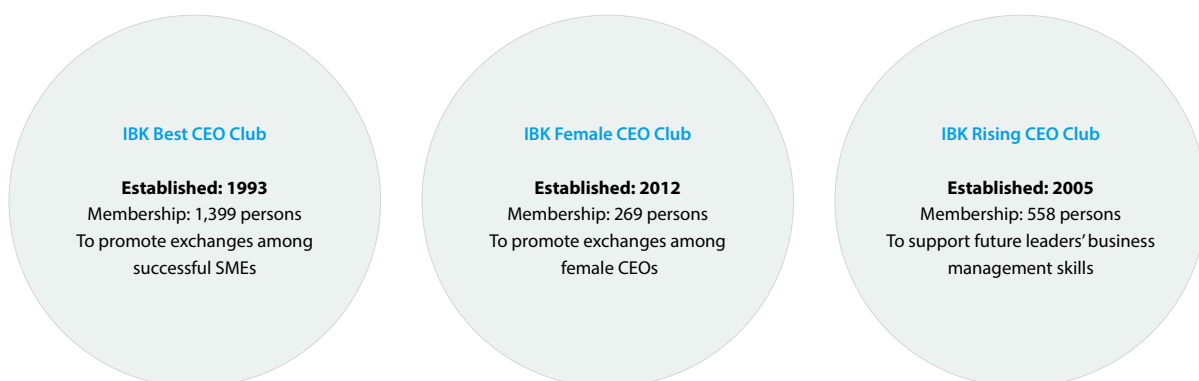 IBK Best CEO Club
Established: 1993
Membership: 1,399 persons
To promote exchanges among
successful SMEs
IBK Female CEO Club
Established: 2012
Membership: 269 persons
To promote exchanges among
female CEOs
IBK Rising CEO Club
Established: 2005
Membership: 558 persons
To support future leaders’ business
management skills